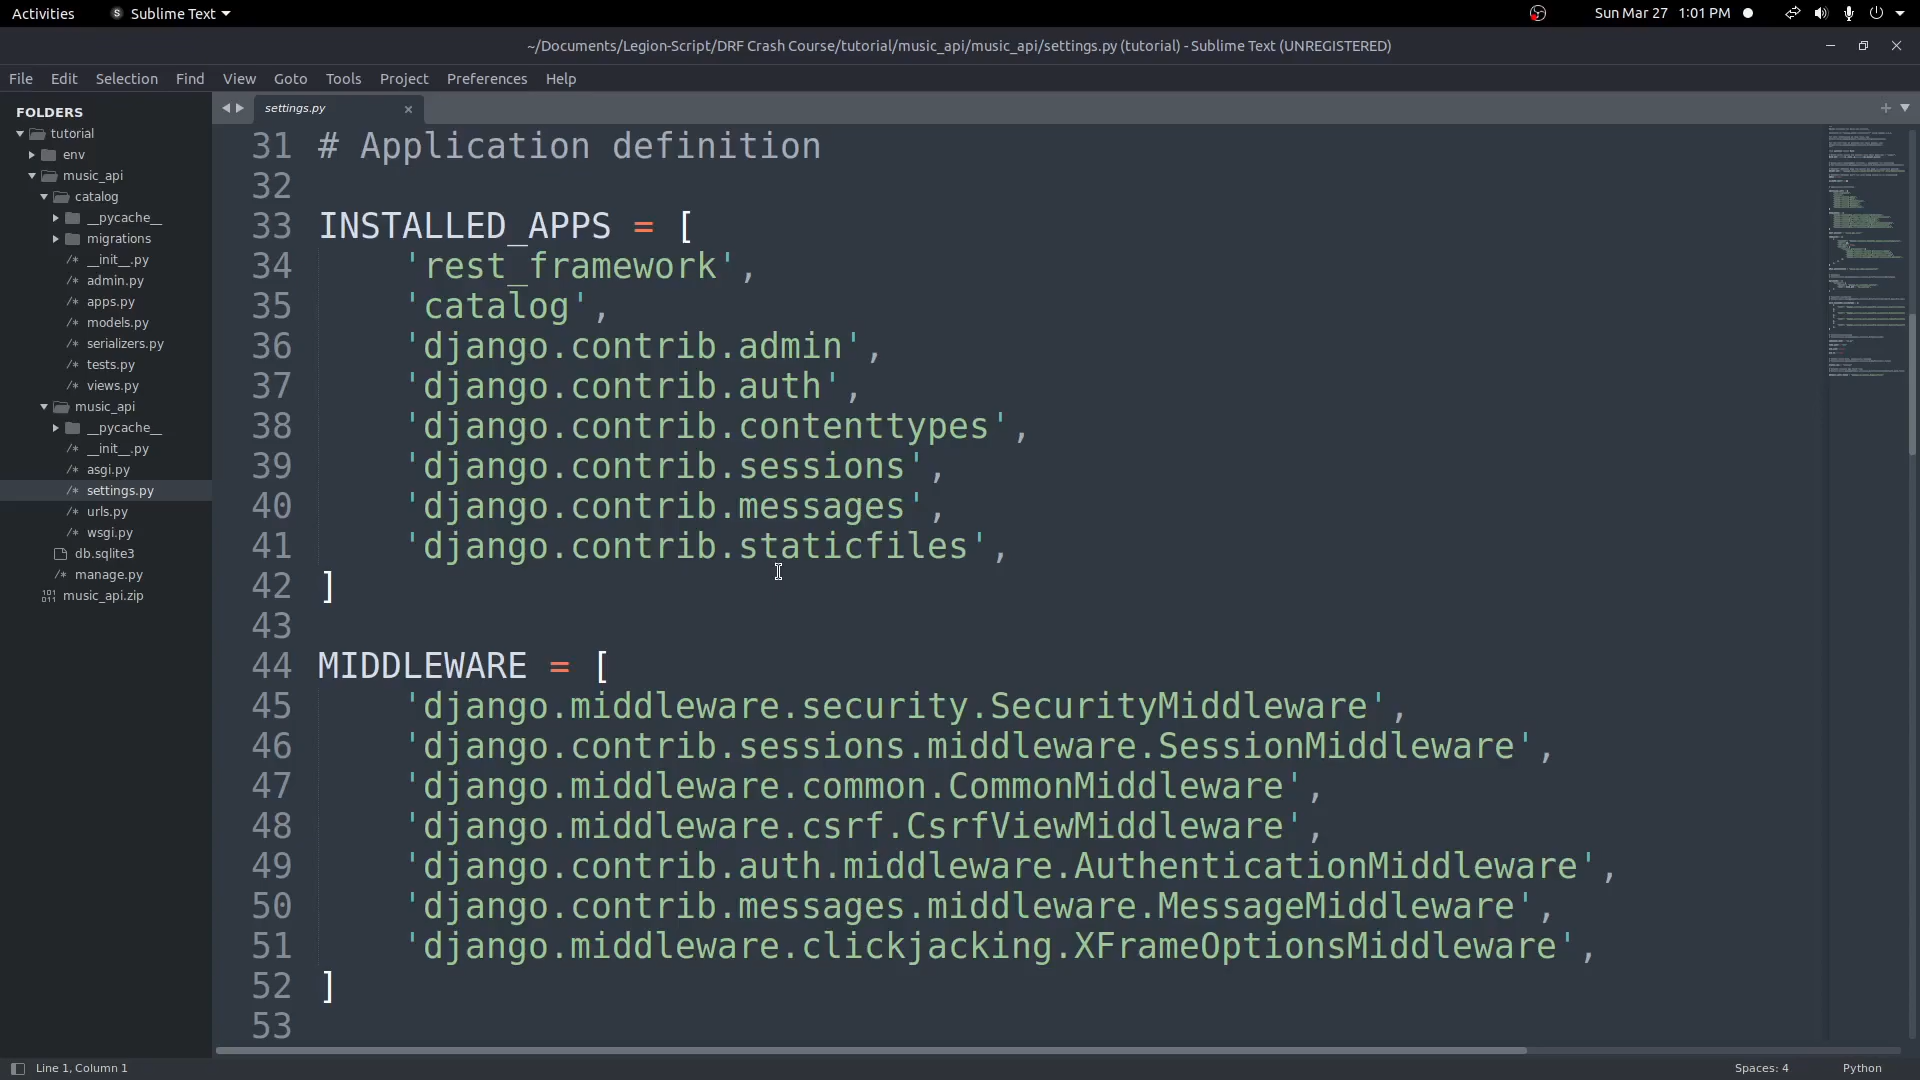 Activities
Sublime Text
Sun Mar 27 1:01 PM
~/Documents/Legion-Script/DRF Crash Course/tutorial/music_api/music_api/settings.py (tutorial) - Sublime Text (UNREGISTERED)
File Edit Selection Find View Goto Tools Project Preferences Help
FOLDERS
tutorial
env
music_api
catalog
__pycache__
migrations
/* __init__.py
/* admin.py
/* apps.py
/* models.py
/* serializers.py
/* tests.py
/* views.py
music_api
__pycache__
/* __init__.py
/* asgi.py
/* settings.py
/* urls.py
/* wsgi.py
db.sqlite3
/* manage.py
music_api.zip
settings.py
31 # Application definition
32
33 INSTALLED_APPS = [
34     'rest_framework',
35     'catalog',
36     'django.contrib.admin',
37     'django.contrib.auth',
38     'django.contrib.contenttypes',
39     'django.contrib.sessions',
40     'django.contrib.messages',
41     'django.contrib.staticfiles',
42 ]
43
44 MIDDLEWARE = [
45     'django.middleware.security.SecurityMiddleware',
46     'django.contrib.sessions.middleware.SessionMiddleware',
47     'django.middleware.common.CommonMiddleware',
48     'django.middleware.csrf.CsrfViewMiddleware',
49     'django.contrib.auth.middleware.AuthenticationMiddleware',
50     'django.contrib.messages.middleware.MessageMiddleware',
51     'django.middleware.clickjacking.XFrameOptionsMiddleware',
52 ]
53
Line 1, Column 1
Spaces: 4
Python